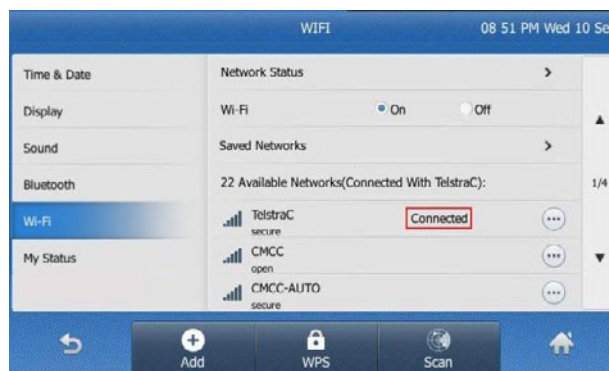 WIFI
08 51 PM Wed 10 Se
Time & Date
Display
Sound
Bluetooth
Wi-Fi
My Status
Network Status
Wi-Fi On Off
Saved Networks
22 Available Networks(Connected With TelstraC):
TelstraC Connected
secure
CMCC
open
CMCC-AUTO
secure
1/4
Add
WPS
Scan